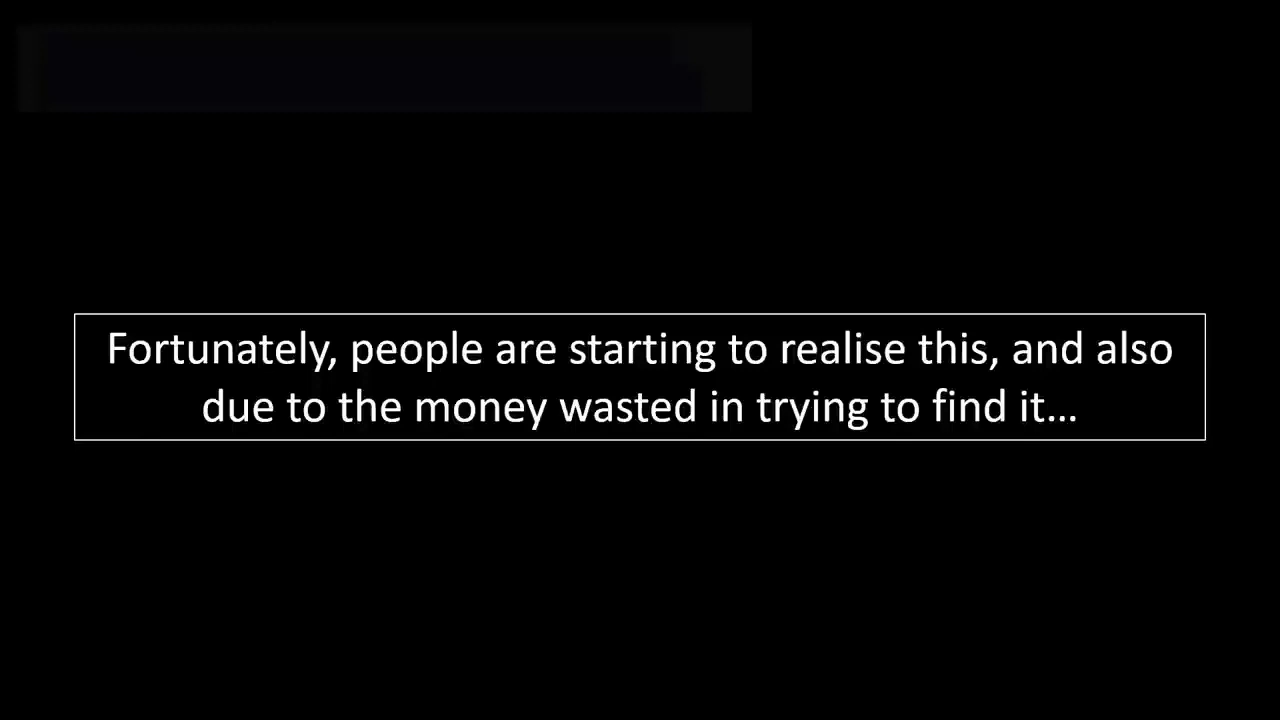 Fortunately, people are starting to realise this, and also
due to the money wasted in trying to find it…